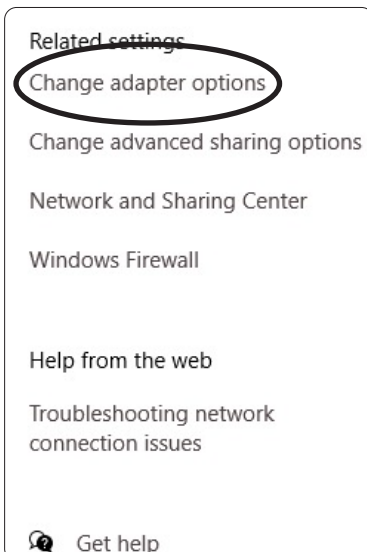 Related settings
Change adapter options
Change advanced sharing options
Network and Sharing Center
Windows Firewall
Help from the web
Troubleshooting network
connection issues
Get help